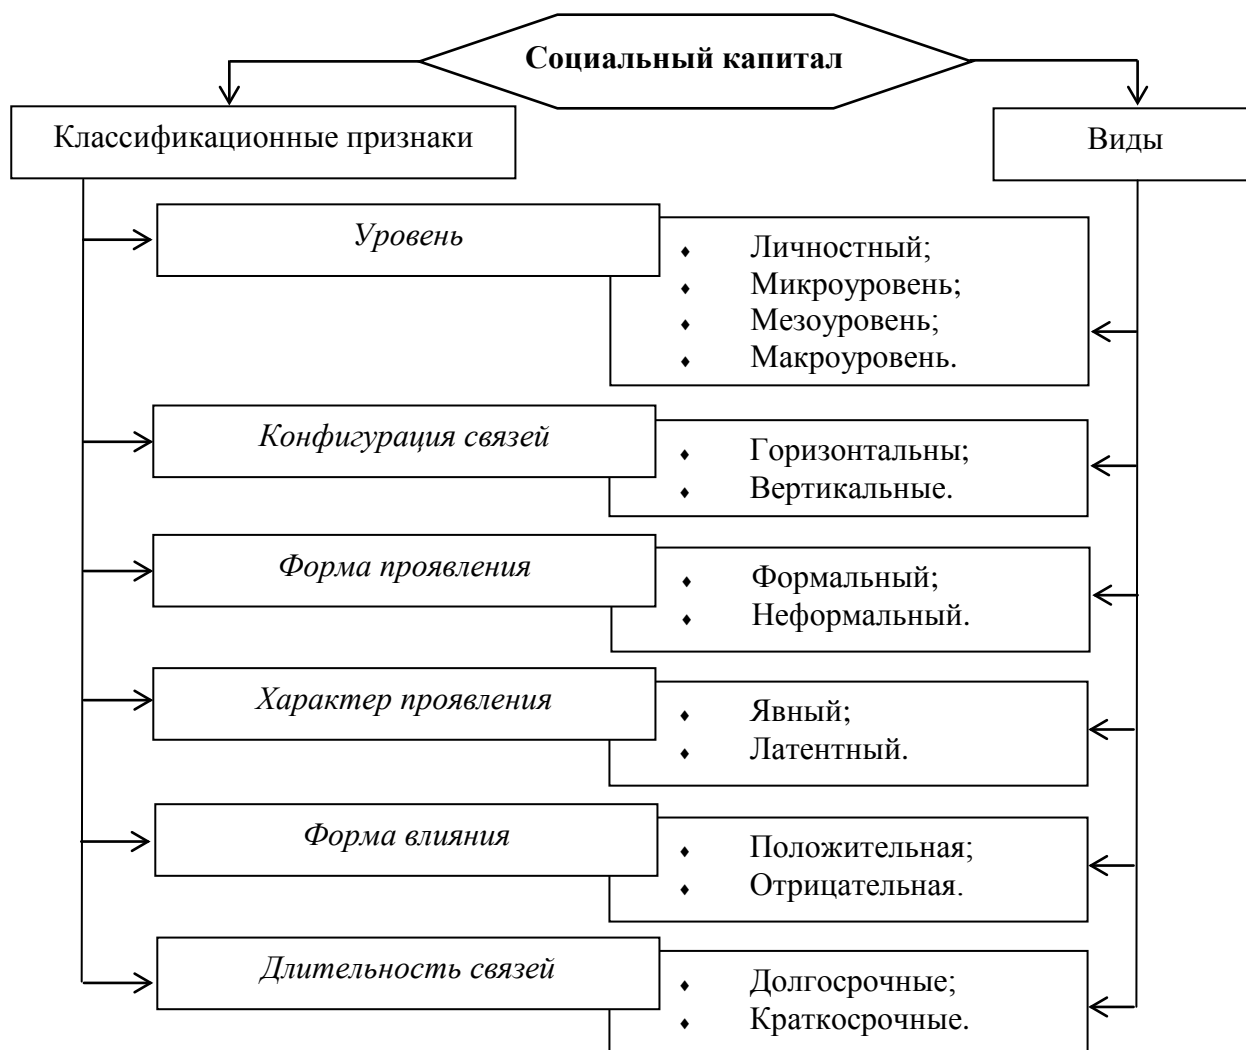 Социальный капитал
Классификационные признаки
Виды
Уровень
Личностный;
Микроуровень;
Мезоуровень;
Макроуровень.
Конфигурация связей
Горизонтальны;
Вертикальные.
Форма проявления
Формальный;
Неформальный.
Характер проявления
Явный;
Латентный.
Форма влияния
Положительная;
Отрицательная.
Длительность связей
Долгосрочные;
Краткосрочные.